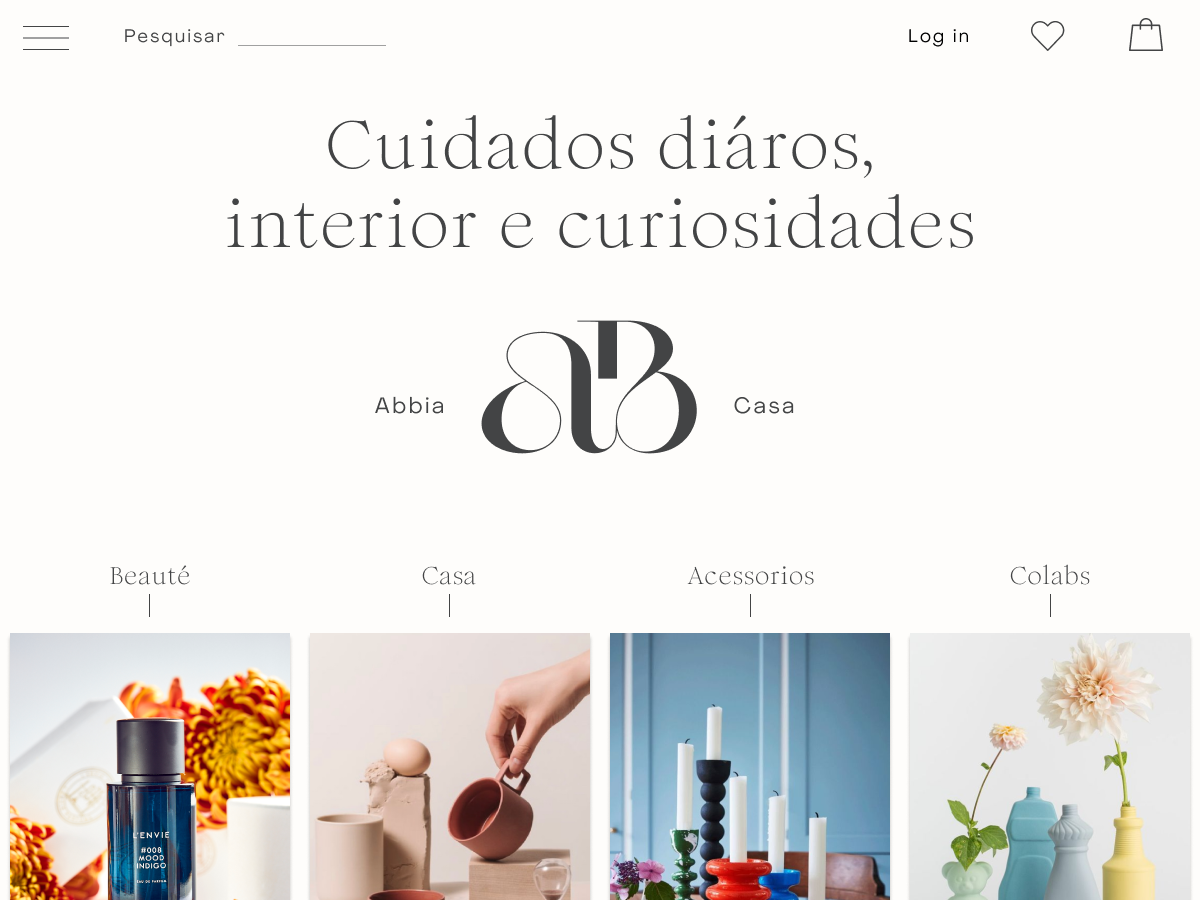 Pesquisar
Log in
Cuidados diáros,
interior e curiosidades
Abbia
Casa
Beauté
Casa
Acessorios
Colabs
L'ENVIE
#008
MOOD
INDIGO
EAU DE PARFUM